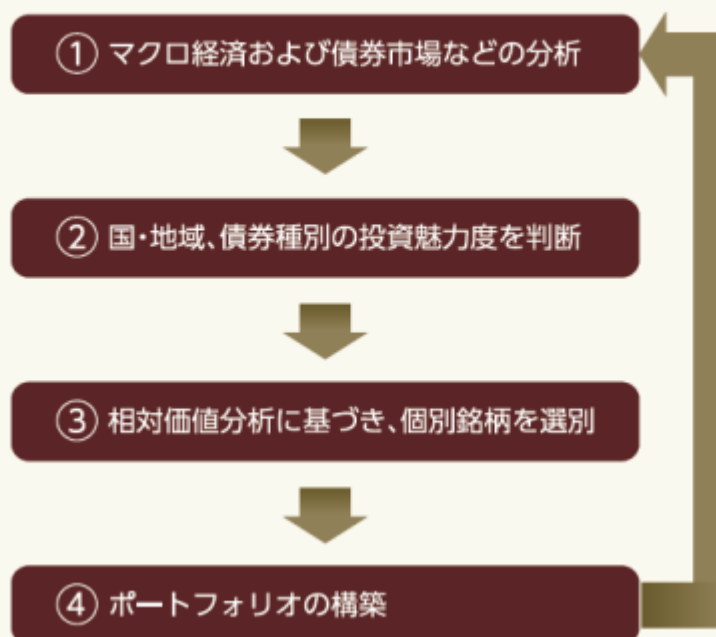 ① マクロ経済および債券市場などの分析
② 国・地域、債券種別の投資魅力度を判断
③ 相対価値分析に基づき、個別銘柄を選別
④ ポートフォリオの構築